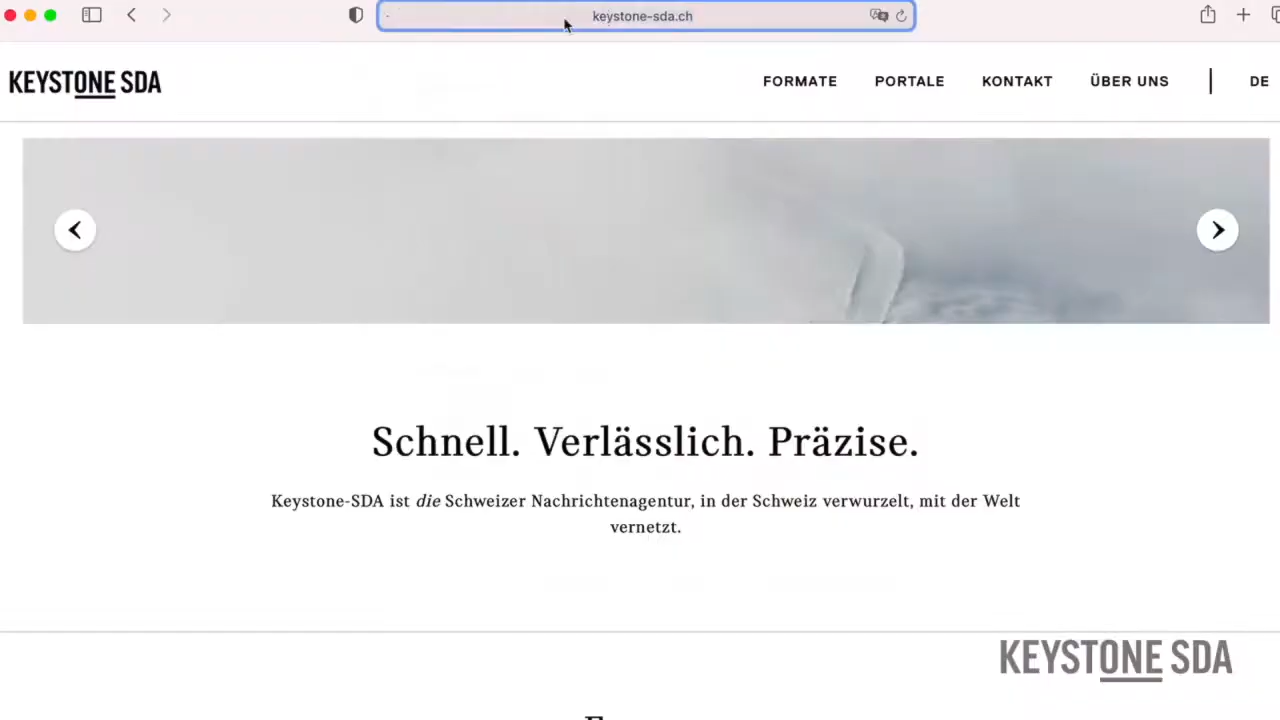 keystone-sda.ch
KEYSTONE SDA
FORMATE PORTALE KONTAKT ÜBER UNS DE
Schnell. Verlässlich. Präzise.
Keystone-SDA ist die Schweizer Nachrichtenagentur, in der Schweiz verwurzelt, mit der Welt
vernetzt.
KEYSTONE SDA